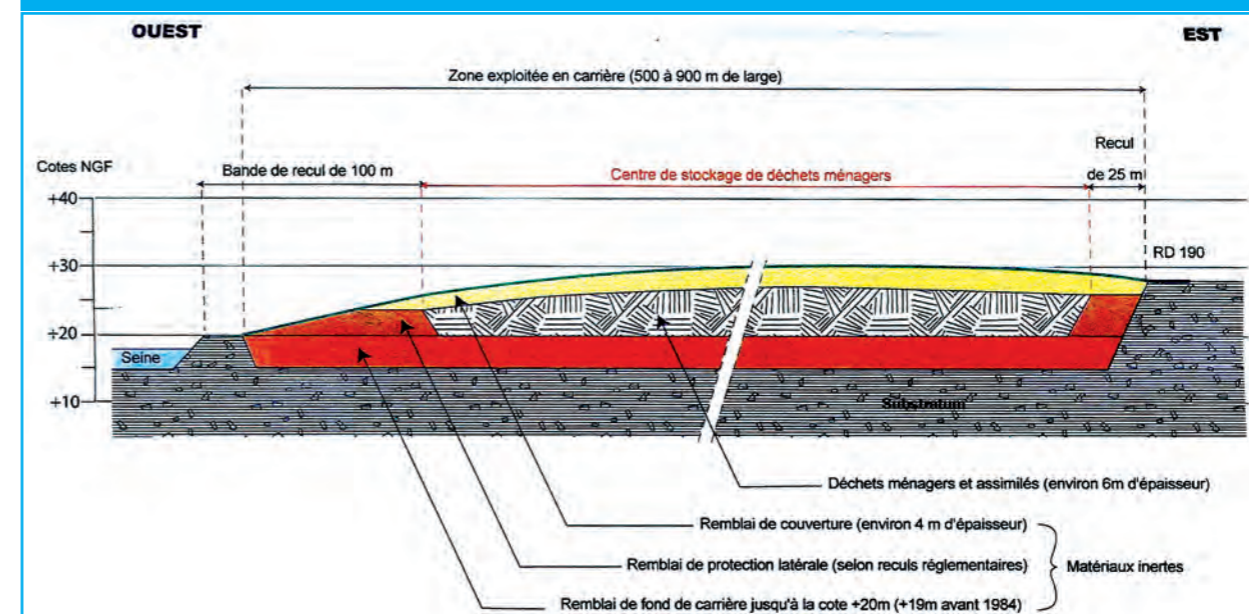 OUEST
EST
Zone exploitée en carrière (500 à 900 m de large)
Recul
de 25 m
Cotes NGF
Bande de recul de 100 m
Centre de stockage de déchets ménagers
+40
+30
RD 190
+20
Seine
+10
Substratum
Déchets ménagers et assimilés (environ 6m d'épaisseur)
Remblai de couverture (environ 4 m d'épaisseur)
Remblai de protection latérale (selon reculs réglementaires)
Matériaux inertes
Remblai de fond de carrière jusqu'à la cote +20m (+19m avant 1984)